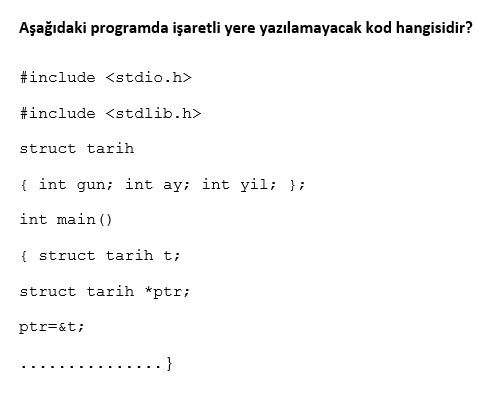 Aşağıdaki programda işaretli yere yazılamayacak kod hangisidir?
#include <stdio.h>
#include <stdlib.h>
struct tarih
{ int gun; int ay; int yil; };
int main()
{ struct tarih t;
struct tarih *ptr;
ptr=&t;
...............}